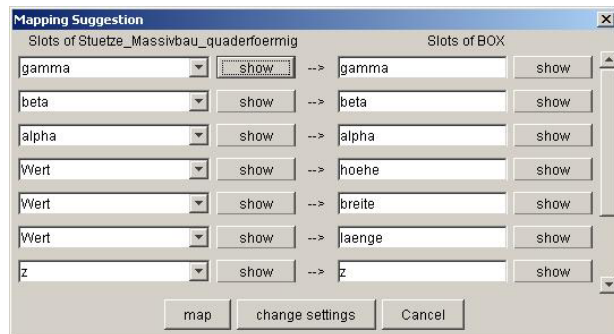 Mapping Suggestion
Slots of Stuetze_Massivbau_quaderfoermig Slots of BOX
gamma show --> gamma show
beta show --> beta show
alpha show --> alpha show
Wert show --> hoehe show
Wert show --> breite show
Wert show --> laenge show
z show --> z show
map change settings Cancel